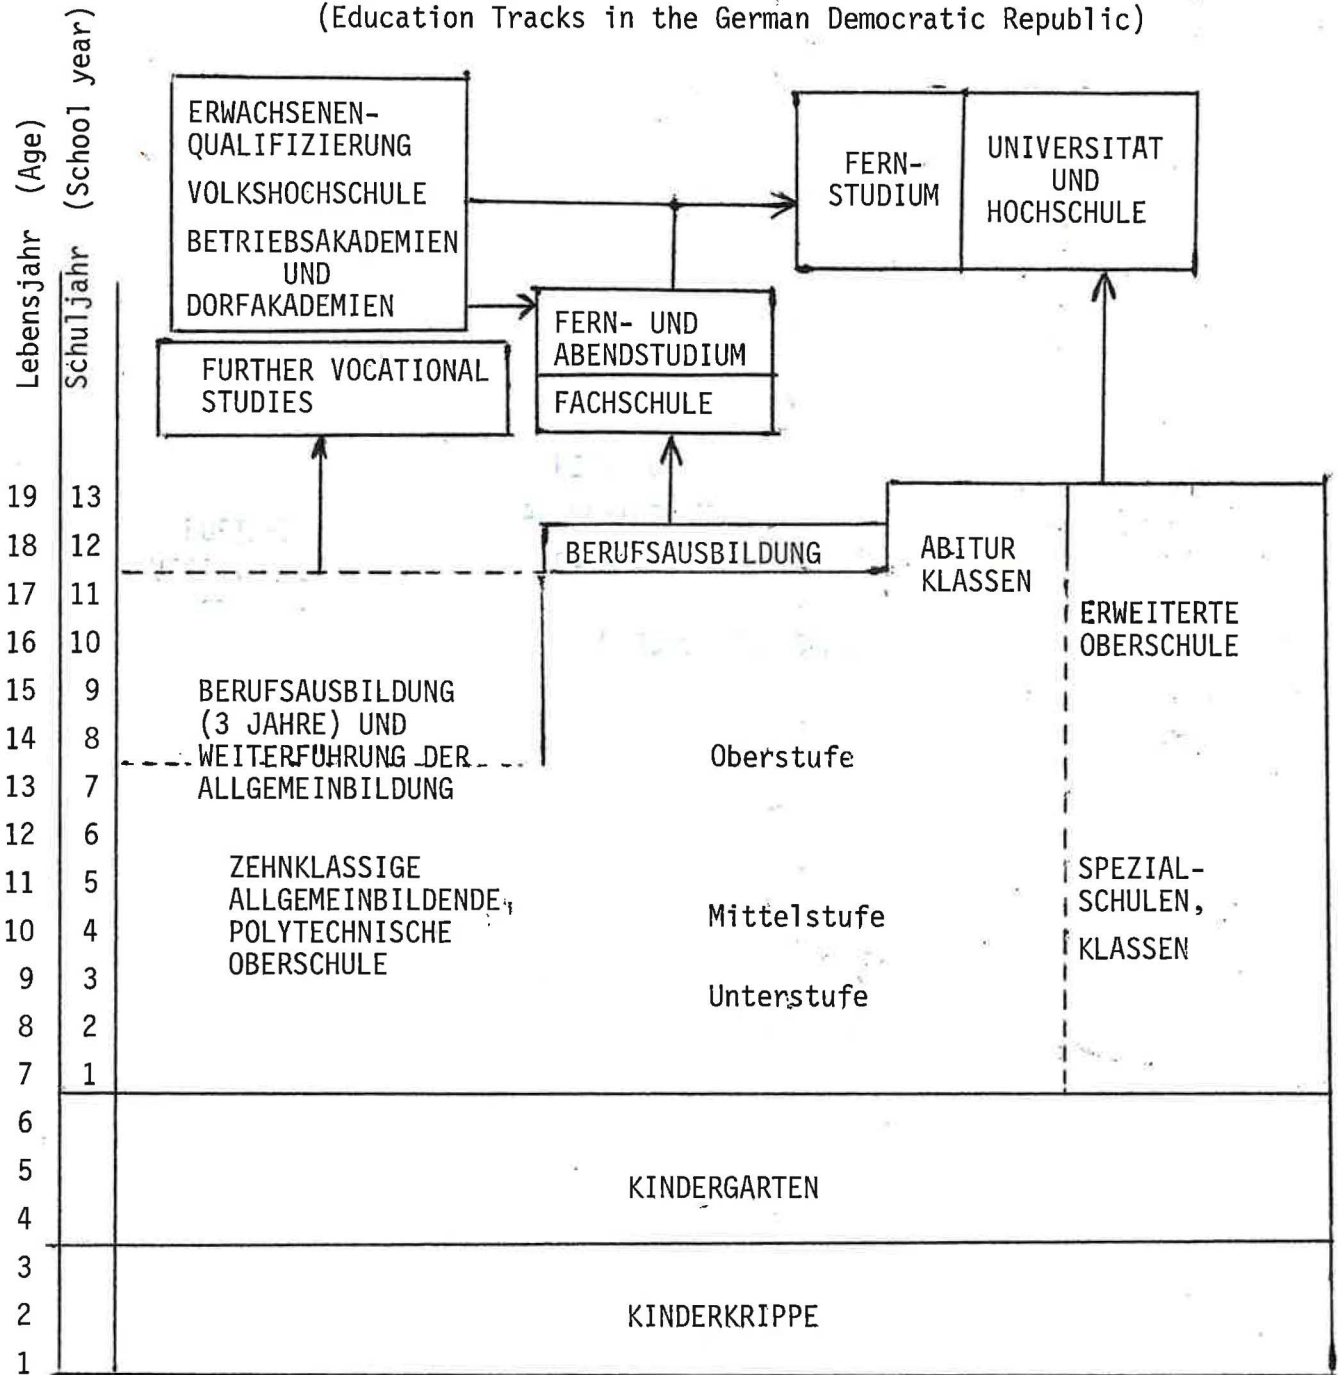 (Education Tracks in the German Democratic Republic)
Lebensjahr (Age)
Schuljahr (School year)
ERWACHSENEN-
QUALIFIZIERUNG
VOLKSHOCHSCHULE
BETRIEBSAKADEMIEN
UND
DORFAKADEMIEN
FERN-
STUDIUM
UNIVERSITÄT
UND
HOCHSCHULE
FURTHER VOCATIONAL
STUDIES
FERN- UND
ABENDSTUDIUM
FACHSCHULE
19 13
18 12
17 11
16 10
15 9
14 8
13 7
12 6
11 5
10 4
9 3
8 2
7 1
6
5
4
3
2
1
BERUFSAUSBILDUNG
ABITUR
KLASSEN
ERWEITERTE
OBERSCHULE
BERUFSAUSBILDUNG
(3 JAHRE) UND
WEITERFÜHRUNG DER
ALLGEMEINBILDUNG
Oberstufe
ZEHNKLASSIGE
ALLGEMEINBILDENDE
POLYTECHNISCHE
OBERSCHULE
Mittelstufe
Unterstufe
SPEZIAL-
SCHULEN,
KLASSEN
KINDERGARTEN
KINDERKRIPPE